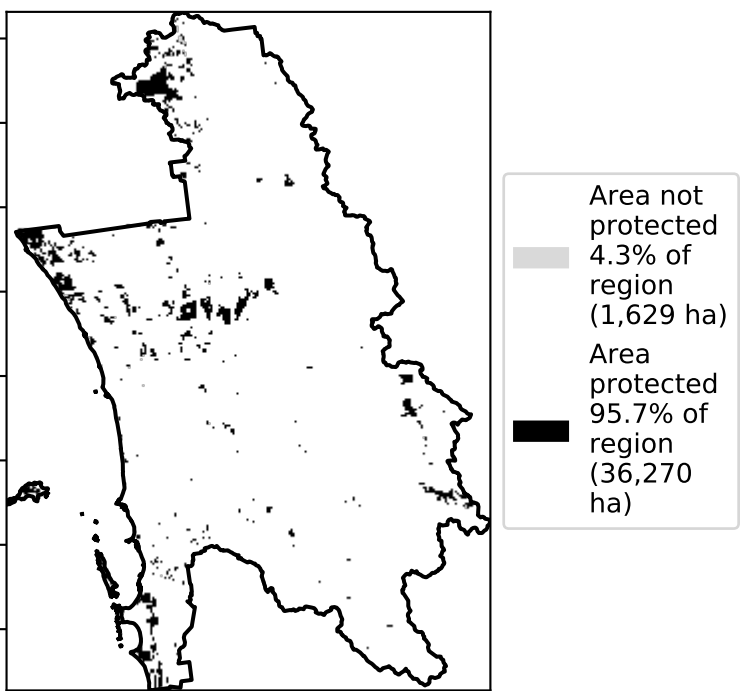 Area not
protected
4.3% of
region
(1,629 ha)
Area
protected
95.7% of
region
(36,270
ha)